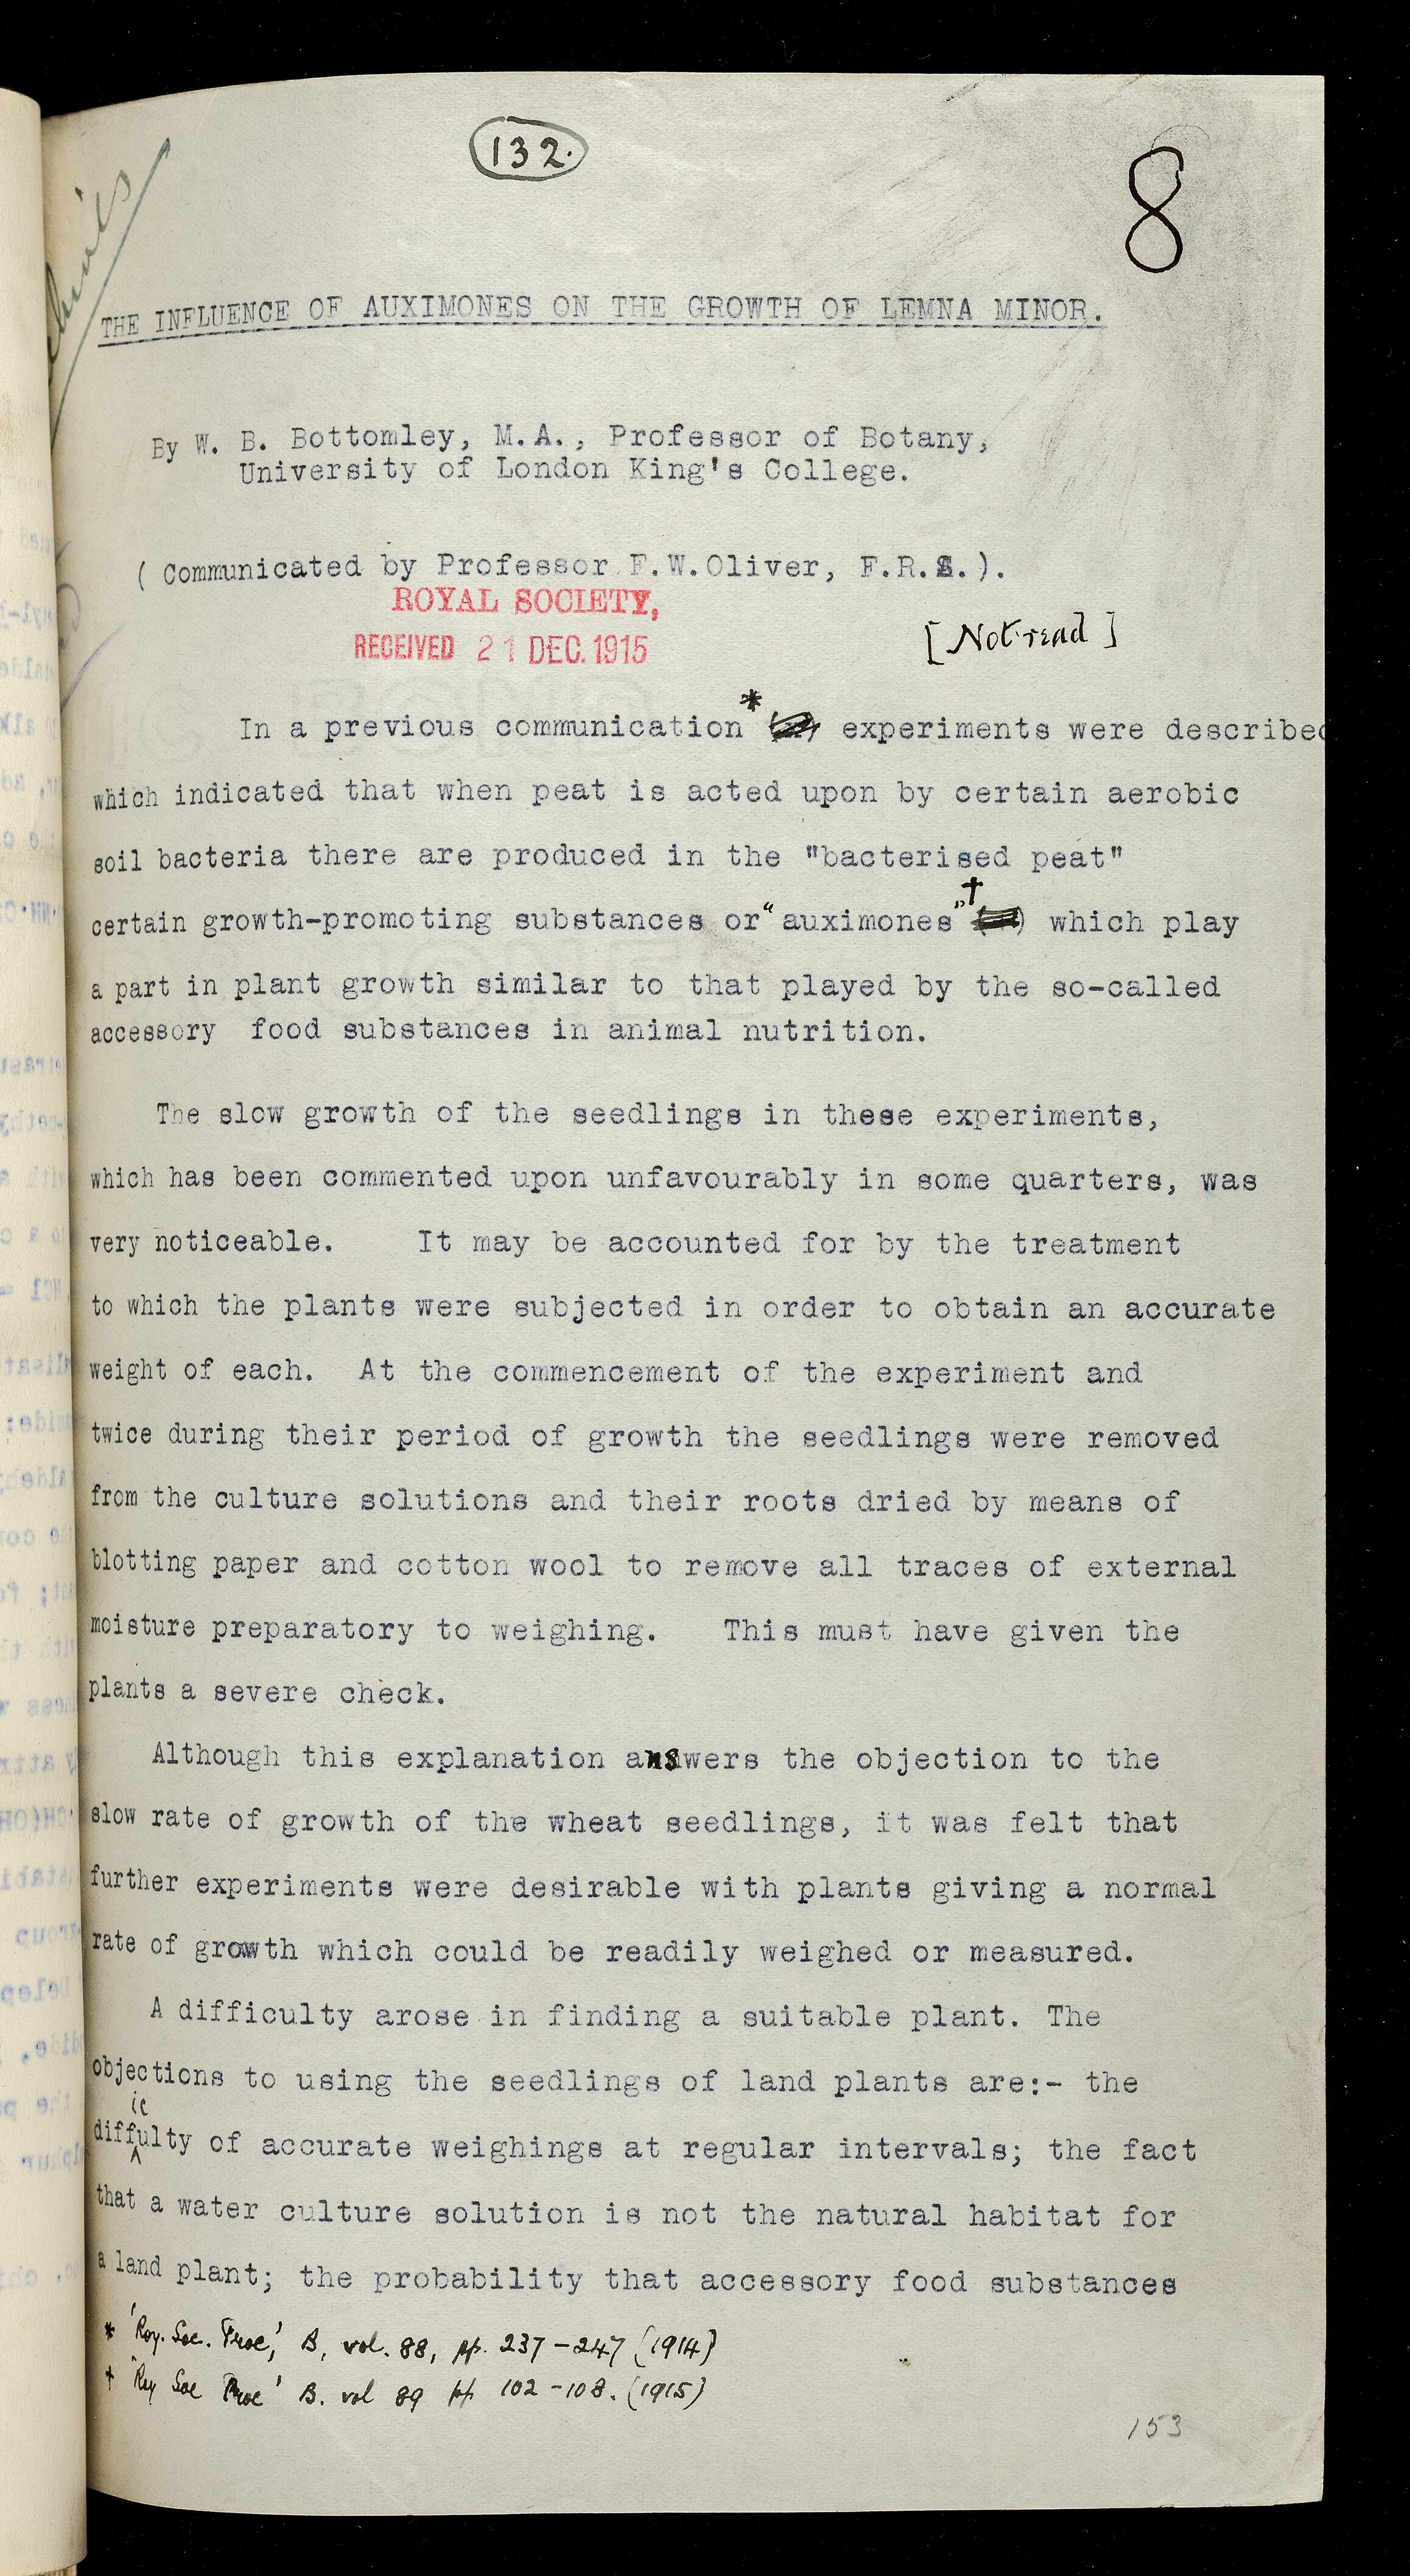 132.
8
THE INFLUENCE OF AUXIMONES ON THE GROWTH OF LEMNA MINOR.
By W. B. Bottomley, M.A., Professor of Botany,
University of London King's College.
( Communicated by Professor F.W.Oliver, F.R.S.).
ROYAL SOCIETY,
RECEIVED 21 DEC. 1915
[ Not read ]
In a previous communication * experiments were described
which indicated that when peat is acted upon by certain aerobic
soil bacteria there are produced in the "bacterised peat"
certain growth-promoting substances or "auximones" † which play
a part in plant growth similar to that played by the so-called
accessory food substances in animal nutrition.
The slow growth of the seedlings in these experiments,
which has been commented upon unfavourably in some quarters, was
very noticeable. It may be accounted for by the treatment
to which the plants were subjected in order to obtain an accurate
weight of each. At the commencement of the experiment and
twice during their period of growth the seedlings were removed
from the culture solutions and their roots dried by means of
blotting paper and cotton wool to remove all traces of external
moisture preparatory to weighing. This must have given the
plants a severe check.
Although this explanation answers the objection to the
slow rate of growth of the wheat seedlings, it was felt that
further experiments were desirable with plants giving a normal
rate of growth which could be readily weighed or measured.
A difficulty arose in finding a suitable plant. The
objections to using the seedlings of land plants are:- the
difficulty of accurate weighings at regular intervals; the fact
that a water culture solution is not the natural habitat for
a land plant; the probability that accessory food substances
* 'Roy. Soc. Proc.,' B, vol. 88, pp. 237-247 (1914)
† 'Roy Soc Proc' B. vol 89 pp 102-108. (1915)
153